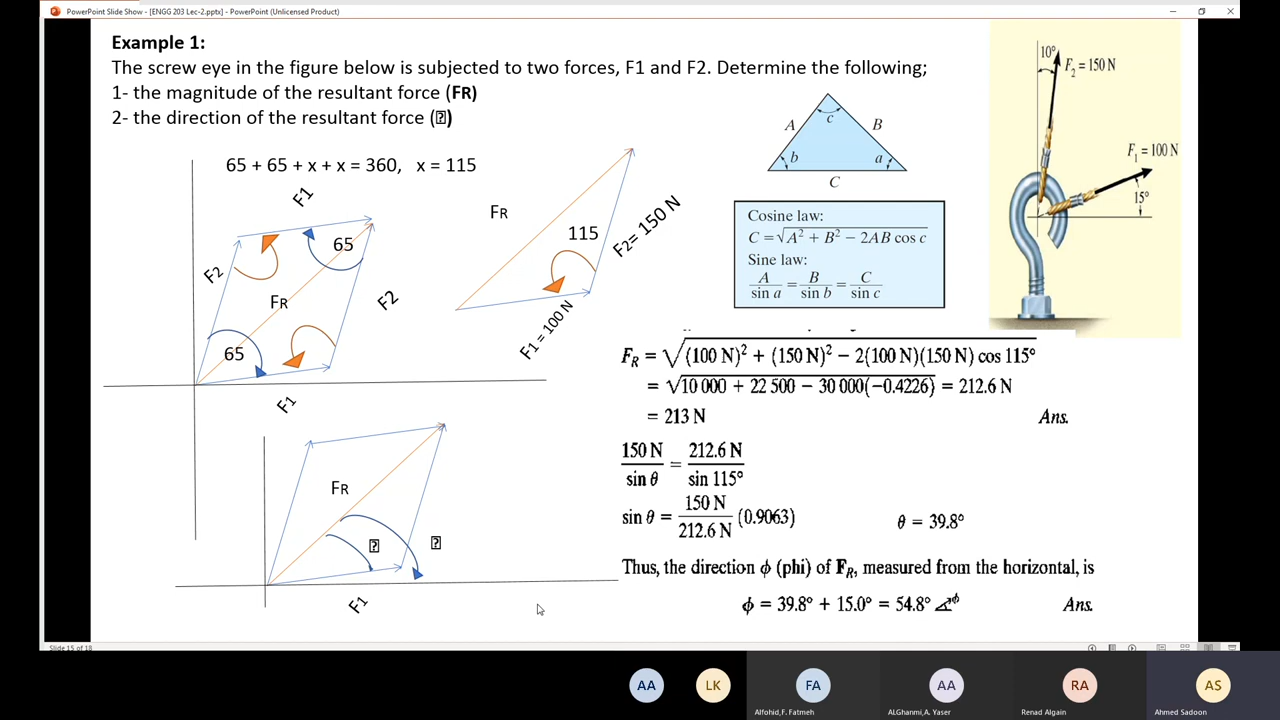 PowerPoint Slide Show - [ENGG 203 Lec-2.pptx] - PowerPoint (Unlicensed Product)
Example 1:
The screw eye in the figure below is subjected to two forces, F1 and F2. Determine the following;
1- the magnitude of the resultant force (FR)
2- the direction of the resultant force (🯰)
65 + 65 + x + x = 360, x = 115
F1
65
F2
FR
F2
65
F1
FR
115
F2= 150 N
F1 = 100 N
A
c
B
b
a
C
Cosine law:
C = √A² + B² − 2AB cos c
Sine law:
A/sin a = B/sin b = C/sin c
10°
F₂ = 150 N
F₁ = 100 N
15°
FR
F1
F_R = √(100 N)² + (150 N)² − 2(100 N)(150 N) cos 115°
= √10 000 + 22 500 − 30 000(−0.4226) = 212.6 N
= 213 N Ans.
150 N/sin θ = 212.6 N/sin 115°
sin θ = 150 N/212.6 N (0.9063) θ = 39.8°
Thus, the direction ϕ (phi) of F_R, measured from the horizontal, is
ϕ = 39.8° + 15.0° = 54.8° ∠ϕ Ans.
Slide 15 of 18
AA
LK
FA
Alfohid,F. Fatmeh
AA
ALGhanmi,A. Yaser
RA
Renad Algain
AS
Ahmed Sadoon